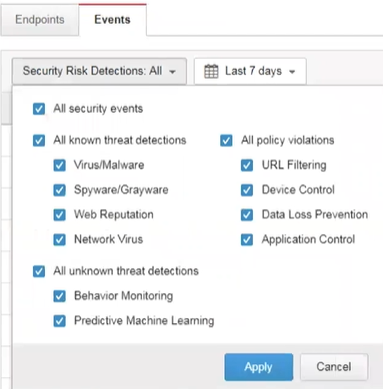 Endpoints
Events
Security Risk Detections: All
Last 7 days
All security events
All known threat detections
Virus/Malware
Spyware/Grayware
Web Reputation
Network Virus
All policy violations
URL Filtering
Device Control
Data Loss Prevention
Application Control
All unknown threat detections
Behavior Monitoring
Predictive Machine Learning
Apply
Cancel